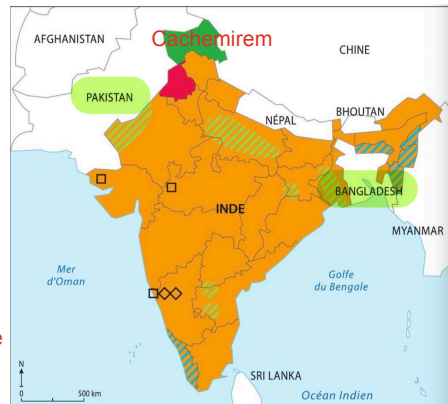 AFGHANISTAN
Cachemirem
CHINE
PAKISTAN
NÉPAL
BHOUTAN
INDE
BANGLADESH
MYANMAR
Mer
d'Oman
Golfe
du Bengale
e
N
0 500 km
SRI LANKA
Océan Indien